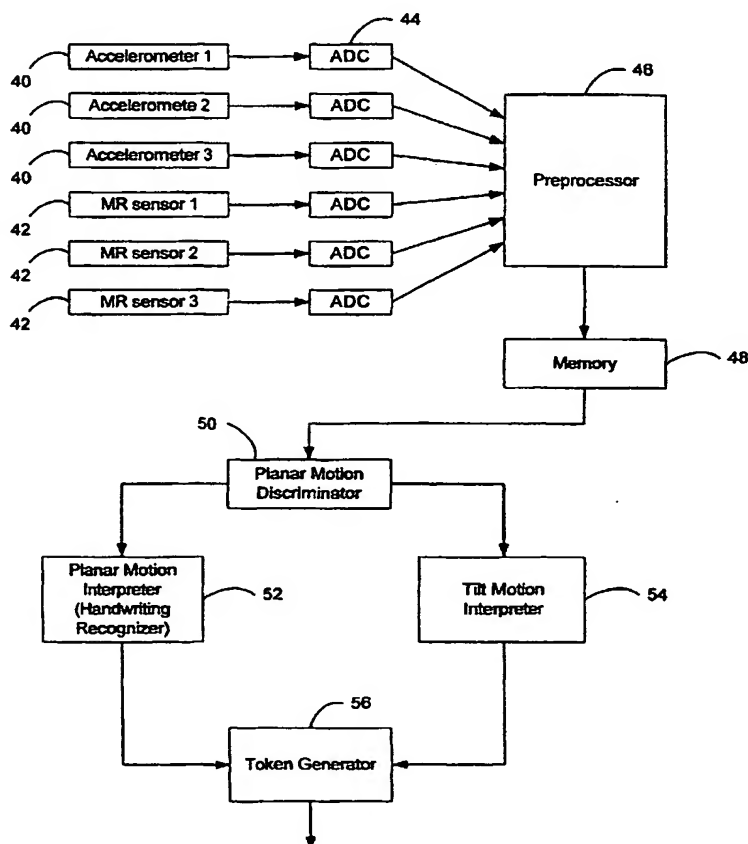 44
40 Accelerometer 1 ADC
46
40 Acceleromete 2 ADC
40 Accelerometer 3 ADC
Preprocessor
42 MR sensor 1 ADC
42 MR sensor 2 ADC
42 MR sensor 3 ADC
Memory 48
50
Planar Motion
Discriminator
Planar Motion
Interpreter
(Handwriting
Recognizer)
52
Tilt Motion
Interpreter
54
56
Token Generator